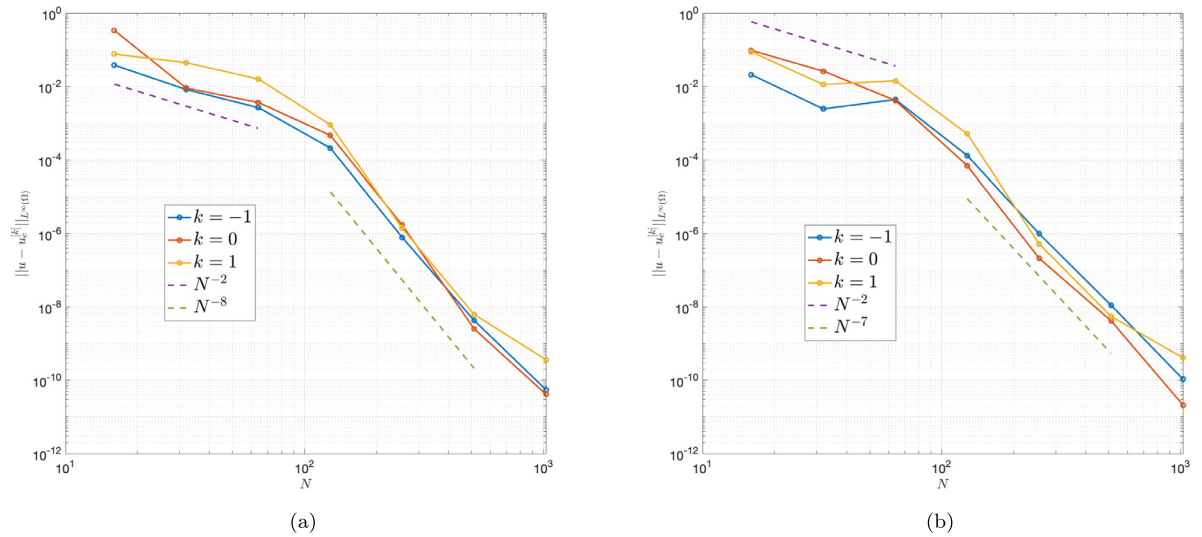 10^0
10^-2
10^-4
10^-6
10^-8
10^-10
10^-12
||u − u_e^[k]||_{L^∞(Ω)}
k = −1
k = 0
k = 1
N^−2
N^−8
10^1
10^2
10^3
N
(a)
10^0
10^-2
10^-4
10^-6
10^-8
10^-10
10^-12
||u − u_e^[k]||_{L^∞(Ω)}
k = −1
k = 0
k = 1
N^−2
N^−7
10^1
10^2
10^3
N
(b)